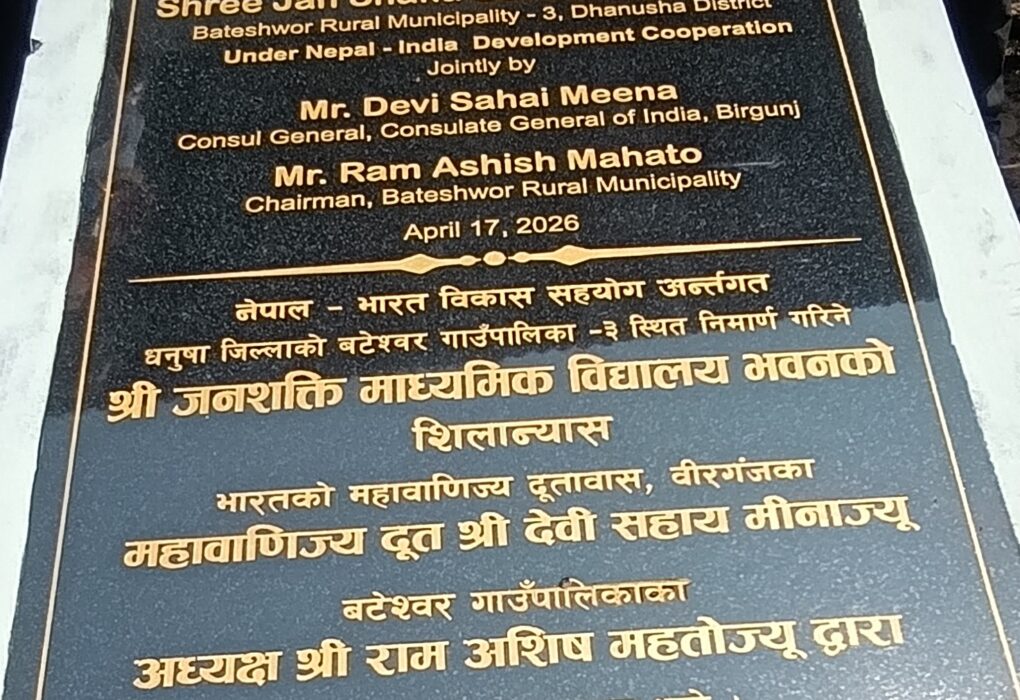 Shree Jan
Bateshwor Rural Municipality - 3, Dhanusha District
Under Nepal - India Development Cooperation
Jointly by
Mr. Devi Sahai Meena
Consul General, Consulate General of India, Birgunj
Mr. Ram Ashish Mahato
Chairman, Bateshwor Rural Municipality
April 17, 2026
नेपाल - भारत विकास सहयोग अर्न्तगत
धनुषा जिल्लाको बटेश्वर गाउँपालिका -३ स्थित निमार्ण गरिने
श्री जनशक्ति माध्यमिक विद्यालय भवनको
शिलान्यास
भारतको महावाणिज्य दूतावास, वीरगंजका
महावाणिज्य दूत श्री देवी सहाय मीनाज्यू
बटेश्वर गाउँपालिकाका
अध्यक्ष श्री राम अशिष महतोज्यू द्वारा